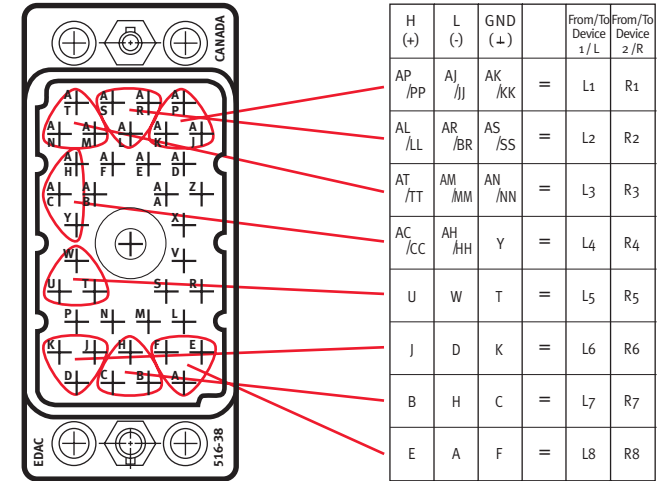 CANADA
A A A A
T S R P
A A A A A
N M L K J
A A A A
H F E D
A A A Z
C B A
Y X
W V
U T S R
P N M L
K J H F E
D C B A
EDAC
516-38
H L GND From/To From/To
(+) (-) (⏚) = Device Device
1 / L 2 /R
AP/PP AJ/JJ AK/KK = L1 R1
AL/LL AR/BR AS/SS = L2 R2
AT/TT AM/MM AN/NN = L3 R3
AC/CC AH/HH Y = L4 R4
U W T = L5 R5
J D K = L6 R6
B H C = L7 R7
E A F = L8 R8